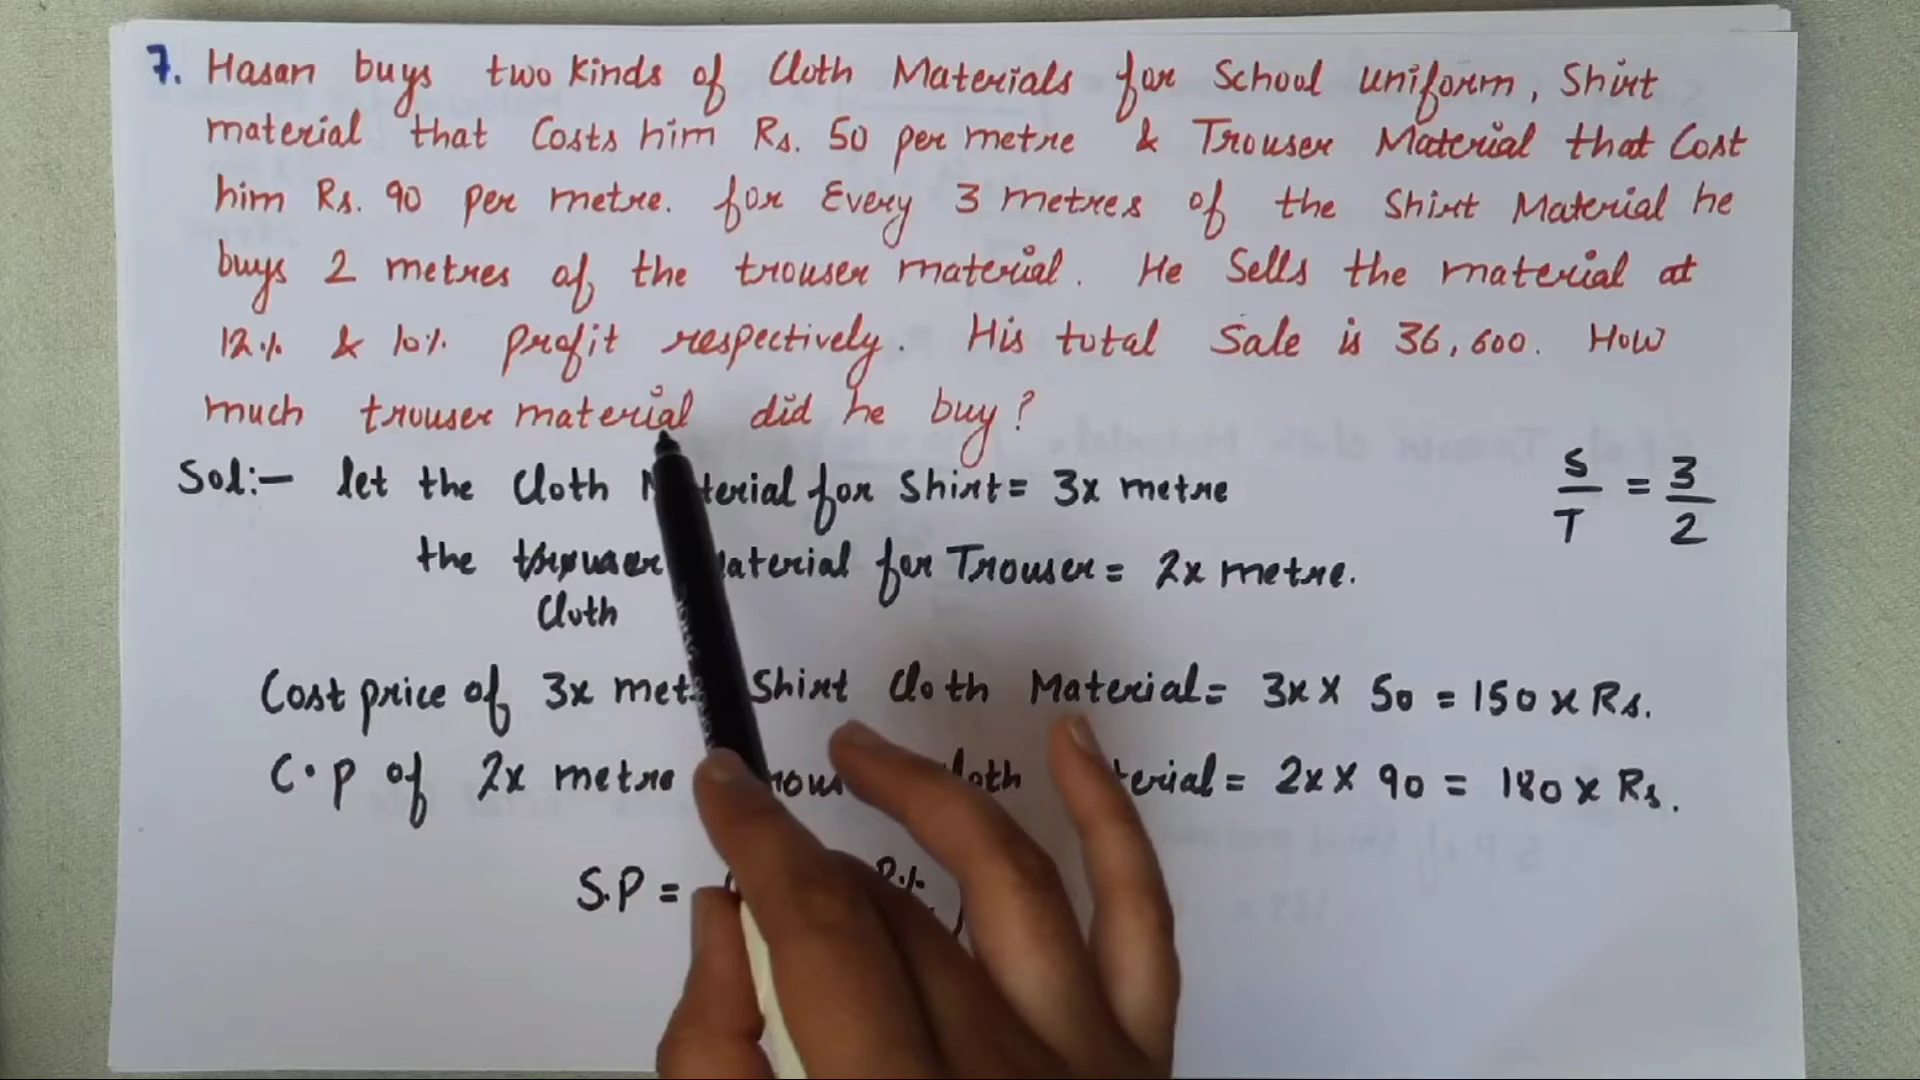 7. Hasan buys two kinds of Cloth Materials for School uniform, Shirt
material that Costs him Rs. 50 per metre & Trouser Material that Cost
him Rs. 90 per metre. for Every 3 metres of the Shirt Material he
buys 2 metres of the trouser material. He Sells the material at
12% & 10% profit respectively. His total Sale is 36,600. How
much trouser material did he buy?
Sol:- let the Cloth for Shirt = 3x metre
S/T = 3/2
the for Trouser = 2x metre.
Cloth
Cost price of 3x Shirt Cloth Material = 3x × 50 = 150x Rs.
C.P of 2x metre = 2x × 90 = 180x Rs.
S.P =